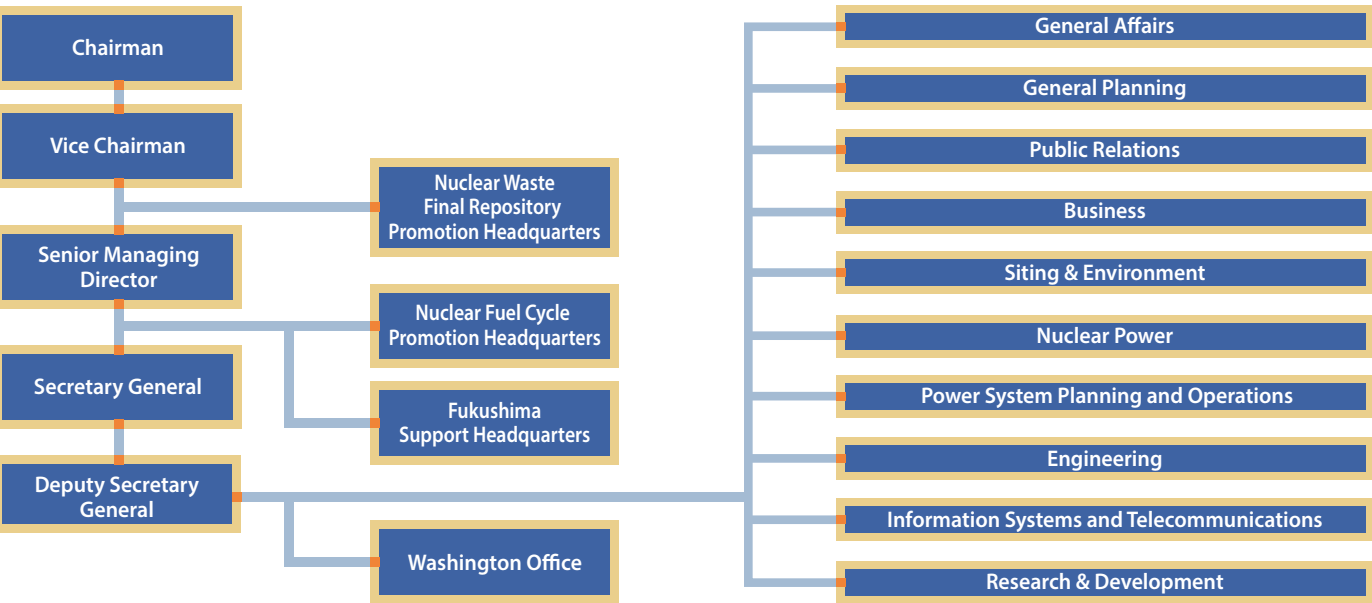 Chairman
Vice Chairman
Senior Managing
Director
Secretary General
Deputy Secretary
General
Nuclear Waste
Final Repository
Promotion Headquarters
Nuclear Fuel Cycle
Promotion Headquarters
Fukushima
Support Headquarters
Washington Office
General Affairs
General Planning
Public Relations
Business
Siting & Environment
Nuclear Power
Power System Planning and Operations
Engineering
Information Systems and Telecommunications
Research & Development